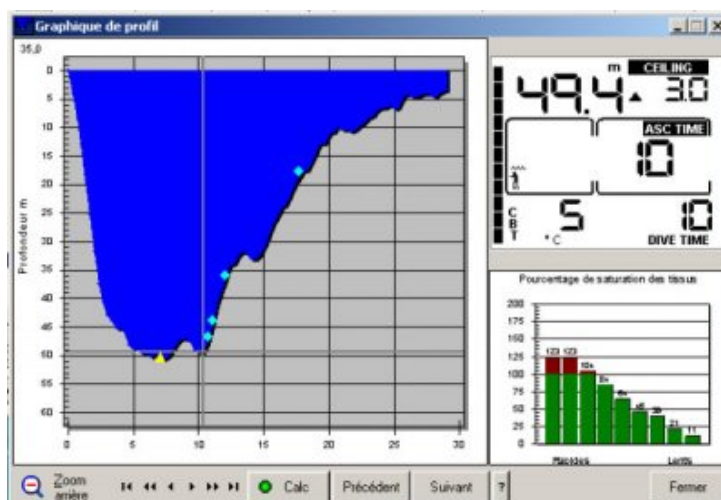 Graphique de profil
35,0
0
5
10
15
20
25
30
35
40
45
50
55
60
Profondeur m
0 5 10 15 20 25 30
m CEILING
49.4 3.0
ASC TIME
10
C B T
5 10
°C DIVE TIME
Pourcentage de saturation des tissus
200
175
150
125
100
75
50
25
0
123 123
21 11
Rapides Lents
Zoom arrière
Calc Précédent Suivant ? Fermer